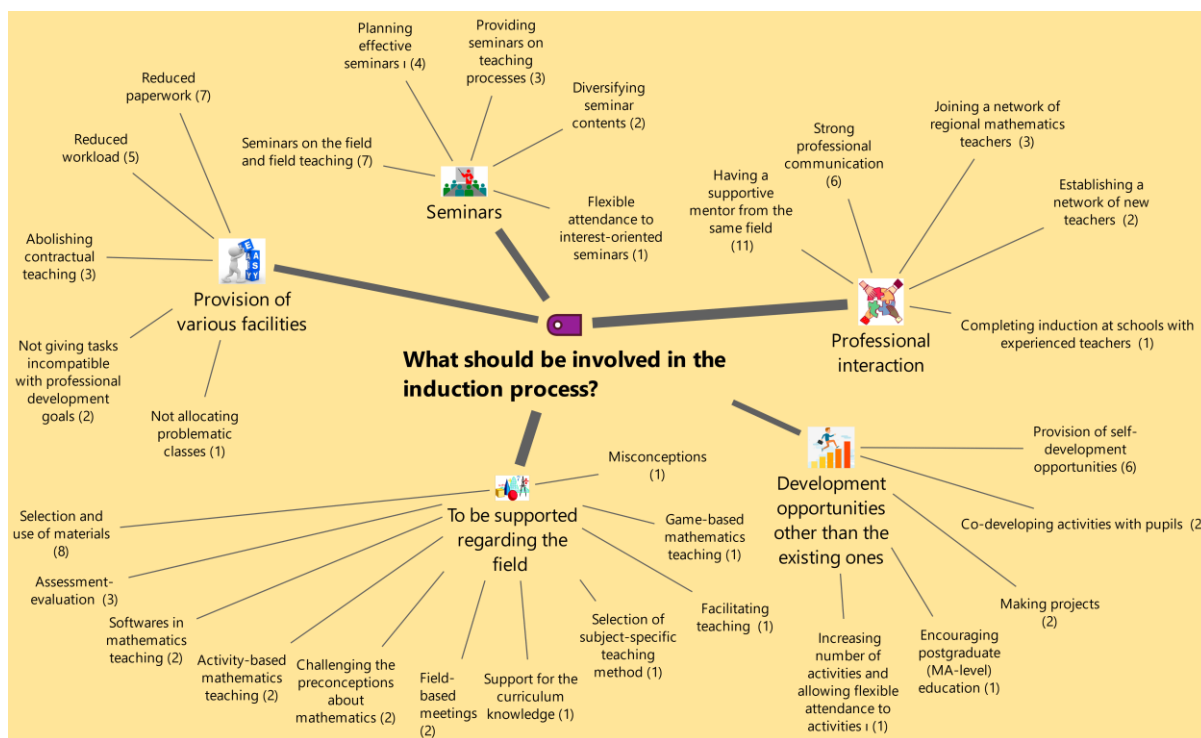 What should be involved in the
induction process?
Seminars
Planning
effective
seminars ı (4)
Providing
seminars on
teaching
processes (3)
Diversifying
seminar
contents (2)
Seminars on the field
and field teaching (7)
Flexible
attendance to
interest-oriented
seminars (1)
Provision of
various facilities
Reduced
paperwork (7)
Reduced
workload (5)
Abolishing
contractual
teaching (3)
Not giving tasks
incompatible
with professional
development
goals (2)
Not allocating
problematic
classes (1)
Professional
interaction
Having a
supportive
mentor from the
same field
(11)
Strong
professional
communication
(6)
Joining a network of
regional mathematics
teachers (3)
Establishing a
network of new
teachers (2)
Completing induction at schools with
experienced teachers (1)
To be supported
regarding the
field
Misconceptions
(1)
Selection and
use of materials
(8)
Assessment-
evaluation (3)
Softwares in
mathematics
teaching (2)
Activity-based
mathematics
teaching (2)
Challenging the
preconceptions
about
mathematics (2)
Field-
based
meetings
(2)
Support for the
curriculum
knowledge (1)
Selection of
subject-specific
teaching
method (1)
Facilitating
teaching (1)
Game-based
mathematics
teaching (1)
Development
opportunities
other than the
existing ones
Provision of self-
development
opportunities (6)
Co-developing activities with pupils (2
Making projects
(2)
Encouraging
postgraduate
(MA-level)
education (1)
Increasing
number of
activities and
allowing flexible
attendance to
activities ı (1)